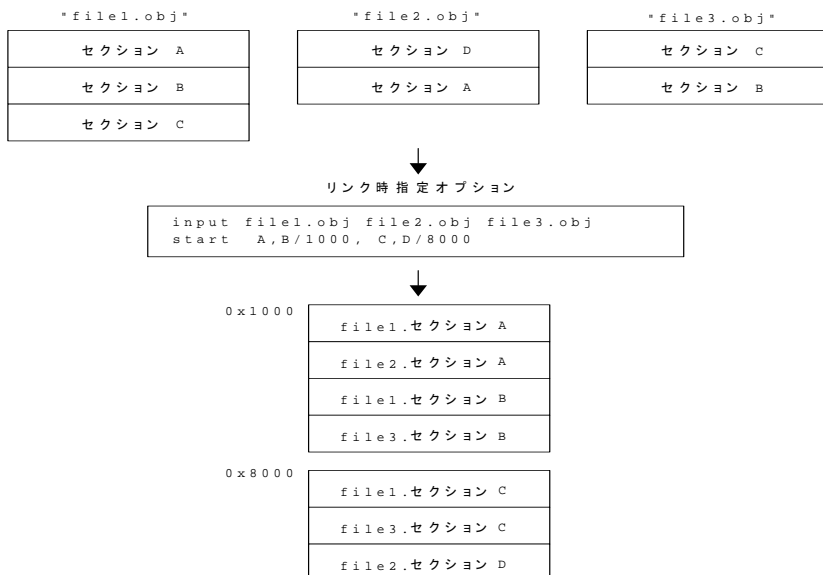 "file1.obj"
セクション A
セクション B
セクション C
"file2.obj"
セクション D
セクション A
"file3.obj"
セクション C
セクション B
リンク時指定オプション
input file1.obj file2.obj file3.obj
start A,B/1000, C,D/8000
0x1000
file1.セクション A
file2.セクション A
file1.セクション B
file3.セクション B
0x8000
file1.セクション C
file3.セクション C
file2.セクション D